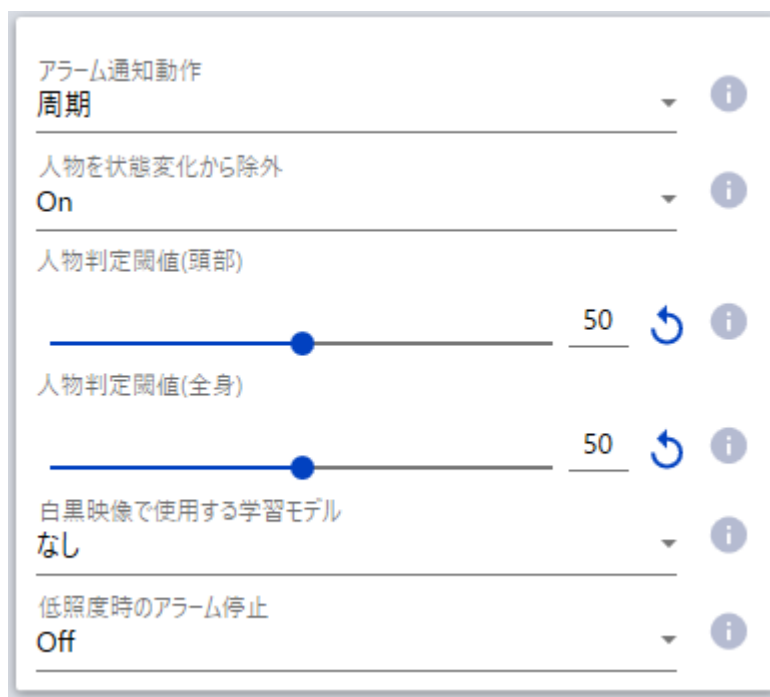 アラーム通知動作
周期
人物を状態変化から除外
On
人物判定閾値(頭部)
50
人物判定閾値(全身)
50
白黒映像で使用する学習モデル
なし
低照度時のアラーム停止
Off